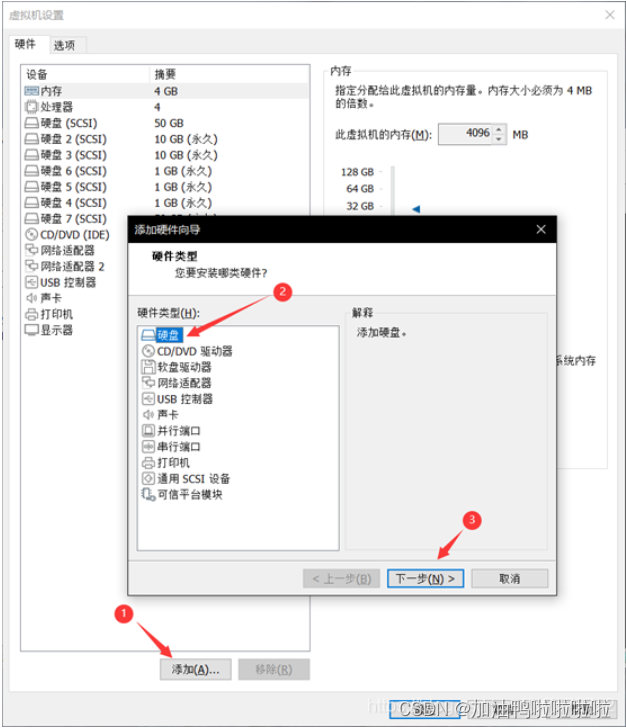 虚拟机设置
硬件 选项
设备 摘要
内存 4 GB
处理器 4
硬盘 (SCSI) 50 GB
硬盘 2 (SCSI) 10 GB (永久)
硬盘 3 (SCSI) 10 GB (永久)
硬盘 6 (SCSI) 1 GB (永久)
硬盘 5 (SCSI) 1 GB (永久)
硬盘 4 (SCSI) 1 GB (永久)
硬盘 7 (SCSI)
CD/DVD (IDE)
网络适配器
网络适配器 2
USB 控制器
声卡
打印机
显示器
内存
指定分配给此虚拟机的内存量。内存大小必须为 4 MB
的倍数。
此虚拟机的内存(M): 4096 MB
128 GB
64 GB
32 GB
系统内存
添加硬件向导
硬件类型
您要安装哪类硬件?
2
硬件类型(H):
硬盘
CD/DVD 驱动器
软盘驱动器
网络适配器
USB 控制器
声卡
并行端口
串行端口
打印机
通用 SCSI 设备
可信平台模块
解释
添加硬盘。
3
< 上一步(B) 下一步(N) > 取消
1
添加(A)... 移除(R)
CSDN @加油鸭啦啦啦啦